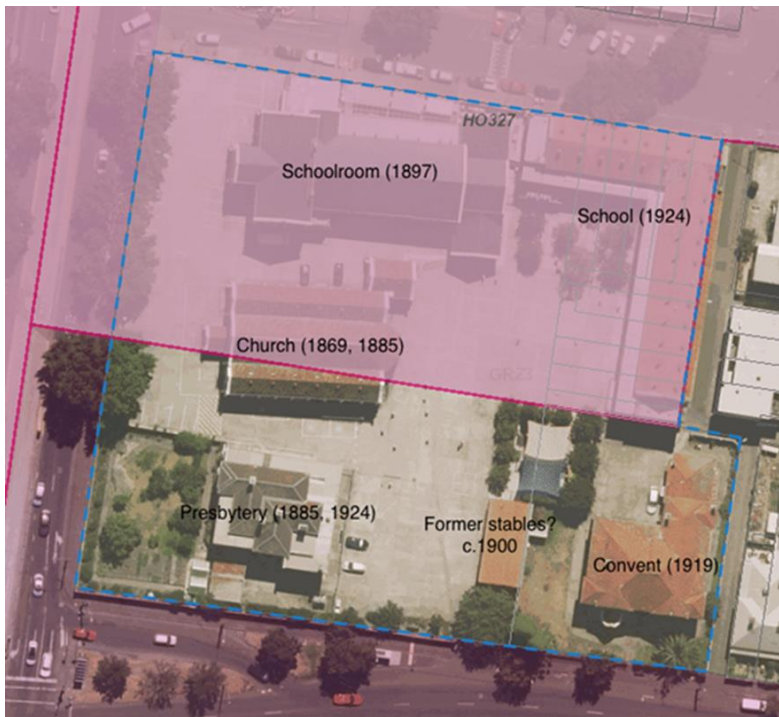 HO327
Schoolroom (1897)
School (1924)
Church (1869, 1885)
GRZ3
Presbytery (1885, 1924)
Former stables?
c.1900
Convent (1919)